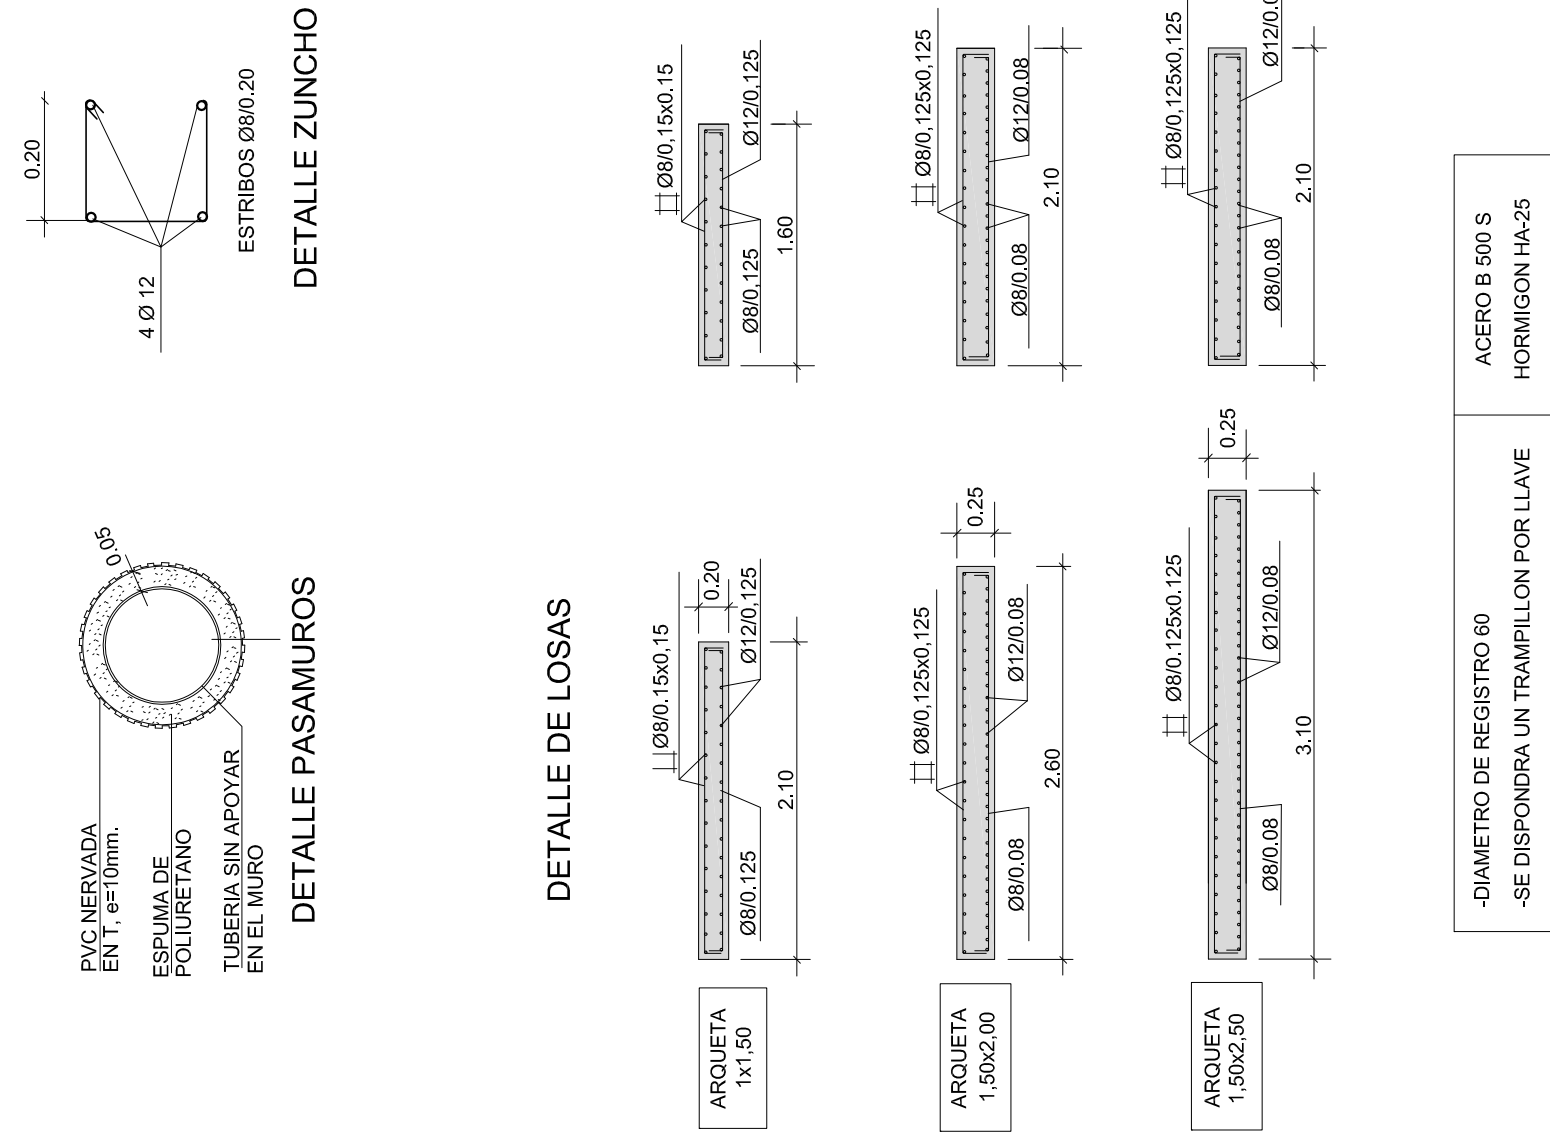 0.20
4 Ø 12
ESTRIBOS Ø8/0.20
DETALLE ZUNCHO
PVC NERVADA
EN T, e=10mm.
ESPUMA DE
POLIURETANO
TUBERIA SIN APOYAR
EN EL MURO
0.05
DETALLE PASAMUROS
DETALLE DE LOSAS
ARQUETA
1x1,50
Ø8/0.15x0,15
0.20
Ø8/0.125
Ø12/0,125
2.10
Ø8/0,15x0.15
Ø8/0,125
Ø12/0,125
1.60
ARQUETA
1,50x2,00
Ø8/0,125x0,125
0.25
Ø8/0.08
Ø12/0.08
2.60
Ø8/0,125x0,125
Ø8/0.08
Ø12/0.08
2.10
ARQUETA
1,50x2,50
Ø8/0.125x0.125
0.25
Ø8/0.08
Ø12/0.08
3.10
Ø8/0,125x0,125
Ø8/0.08
2.10
-DIAMETRO DE REGISTRO 60
-SE DISPONDRA UN TRAMPILLON POR LLAVE
ACERO B 500 S
HORMIGON HA-25